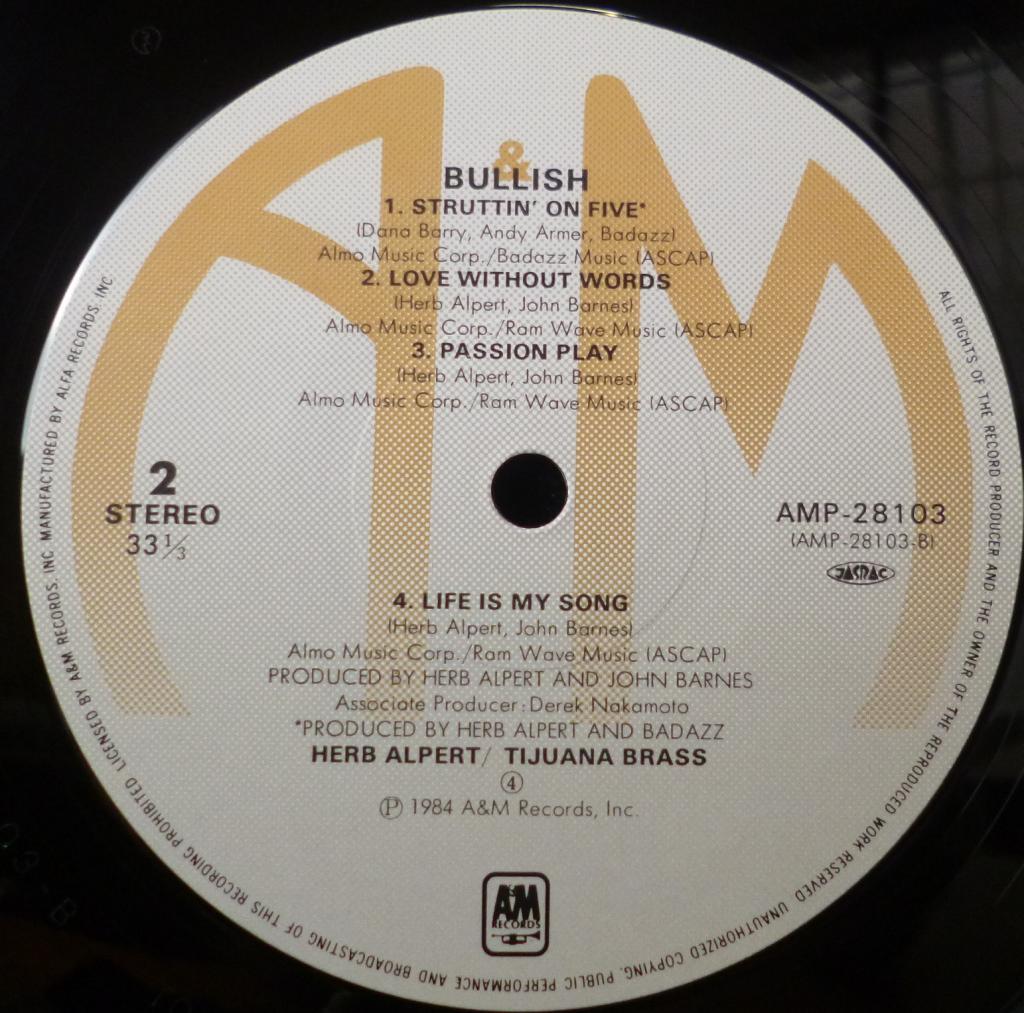 &
BULLISH
1. STRUTTIN' ON FIVE*
(Dana Barry, Andy Armer, Badazz)
Almo Music Corp./Badazz Music (ASCAP)
2. LOVE WITHOUT WORDS
(Herb Alpert, John Barnes)
Almo Music Corp./Ram Wave Music (ASCAP)
3. PASSION PLAY
(Herb Alpert, John Barnes)
Almo Music Corp./Ram Wave Music (ASCAP)
2
STEREO
33⅓
AMP-28103
(AMP-28103-B)
JASRAC
4. LIFE IS MY SONG
(Herb Alpert, John Barnes)
Almo Music Corp./Ram Wave Music (ASCAP)
PRODUCED BY HERB ALPERT AND JOHN BARNES
Associate Producer: Derek Nakamoto
*PRODUCED BY HERB ALPERT AND BADAZZ
HERB ALPERT/ TIJUANA BRASS
④
Ⓟ 1984 A&M Records, Inc.
A&M
RECORDS
ALL RIGHTS OF THE RECORD PRODUCER AND THE OWNER OF THE REPRODUCED WORK RESERVED. UNAUTHORIZED COPYING, PUBLIC PERFORMANCE AND BROADCASTING OF THIS RECORDING PROHIBITED. LICENSED BY A&M RECORDS. INC. MANUFACTURED BY ALFA RECORDS. INC